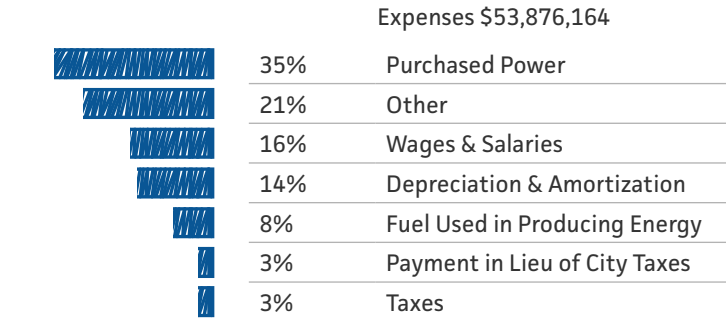 Expenses $53,876,164
35% Purchased Power
21% Other
16% Wages & Salaries
14% Depreciation & Amortization
8% Fuel Used in Producing Energy
3% Payment in Lieu of City Taxes
3% Taxes